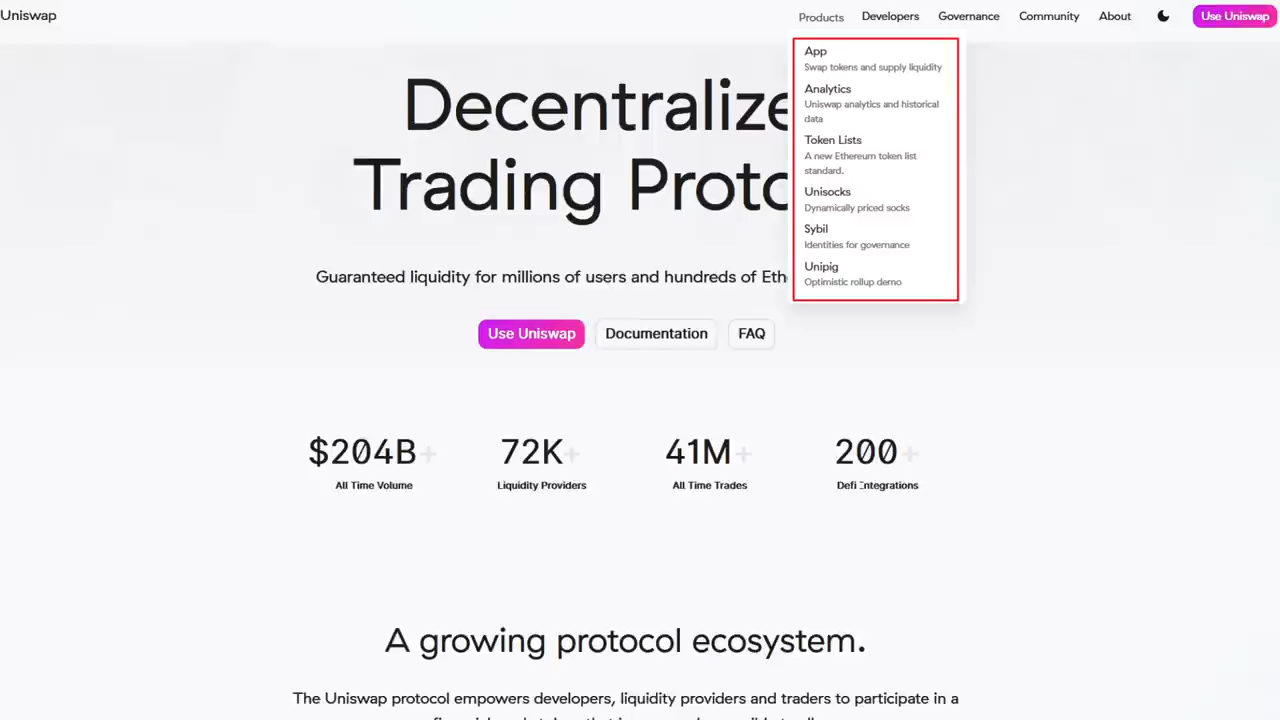 Uniswap
Products Developers Governance Community About Use Uniswap
App
Swap tokens and supply liquidity
Analytics
Uniswap analytics and historical
data
Token Lists
A new Ethereum token list
standard.
Unisocks
Dynamically priced socks
Sybil
Identities for governance
Unipig
Optimistic rollup demo
Decentralize
Trading Proto
Guaranteed liquidity for millions of users and hundreds of Eth
Use Uniswap Documentation FAQ
$204B+ 72K+ 41M+ 200+
All Time Volume Liquidity Providers All Time Trades Defi Integrations
A growing protocol ecosystem.
The Uniswap protocol empowers developers, liquidity providers and traders to participate in a